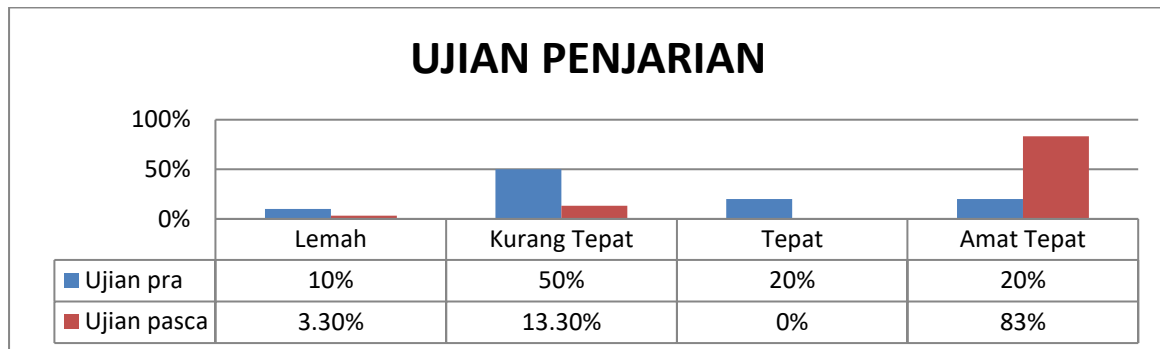 UJIAN PENJARIAN
100%
50%
0%
Lemah Kurang Tepat Tepat Amat Tepat
Ujian pra 10% 50% 20% 20%
Ujian pasca 3.30% 13.30% 0% 83%